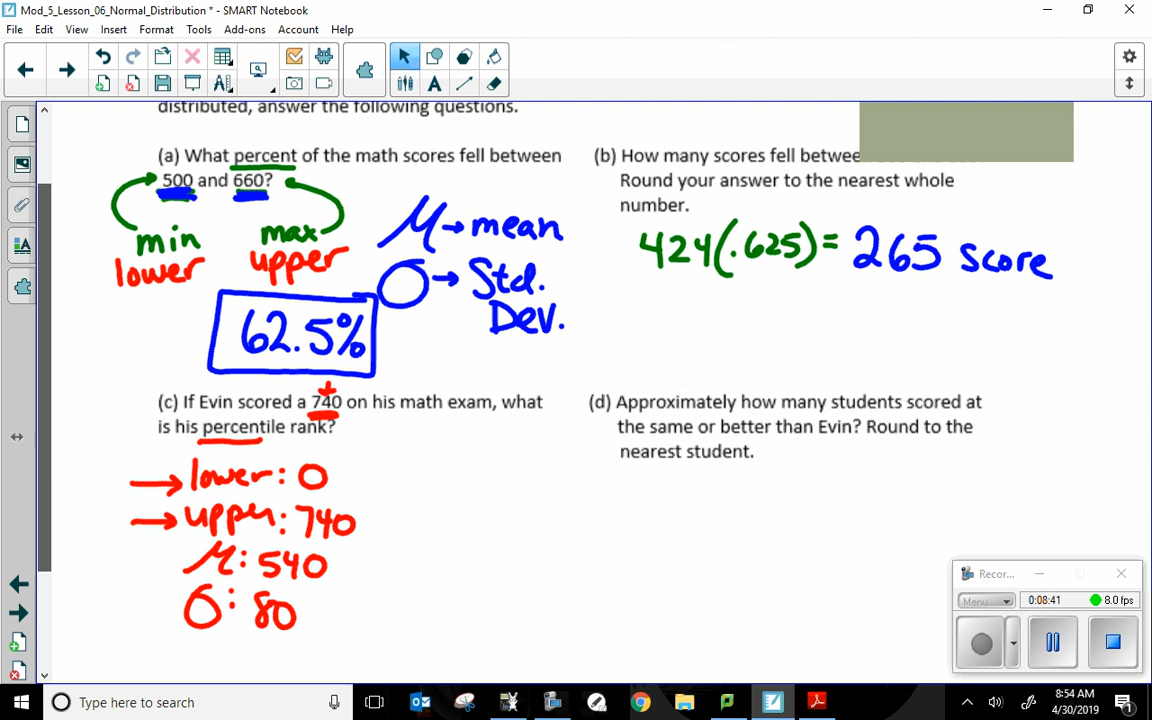 Mod_5_Lesson_06_Normal_Distribution * - SMART Notebook
File Edit View Insert Format Tools Add-ons Account Help
distributed, answer the following questions.
(a) What percent of the math scores fell between
500 and 660?
min
lower
max
upper
μ → mean
σ → Std.
Dev.
62.5%
(b) How many scores fell betwee
Round your answer to the nearest whole
number.
424(.625) = 265 score
(c) If Evin scored a 740 on his math exam, what
is his percentile rank?
→ lower: 0
→ upper: 740
μ: 540
σ: 80
(d) Approximately how many students scored at
the same or better than Evin? Round to the
nearest student.
Recor...
Menu
0:08:41
8.0 fps
Type here to search
8:54 AM
4/30/2019
1